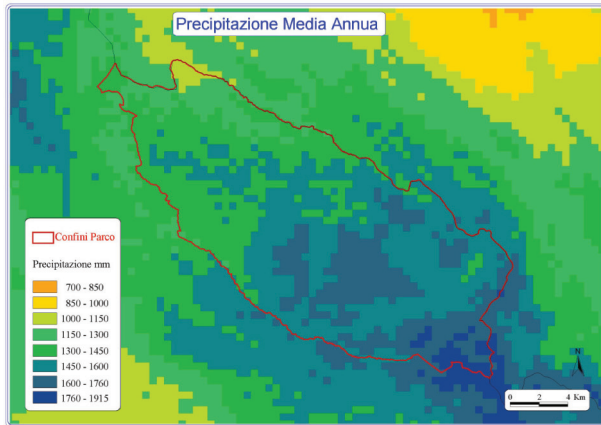 Precipitazione Media Annua
Confini Parco
Precipitazione mm
700 - 850
850 - 1000
1000 - 1150
1150 - 1300
1300 - 1450
1450 - 1600
1600 - 1760
1760 - 1915
N
0 2 4
Km